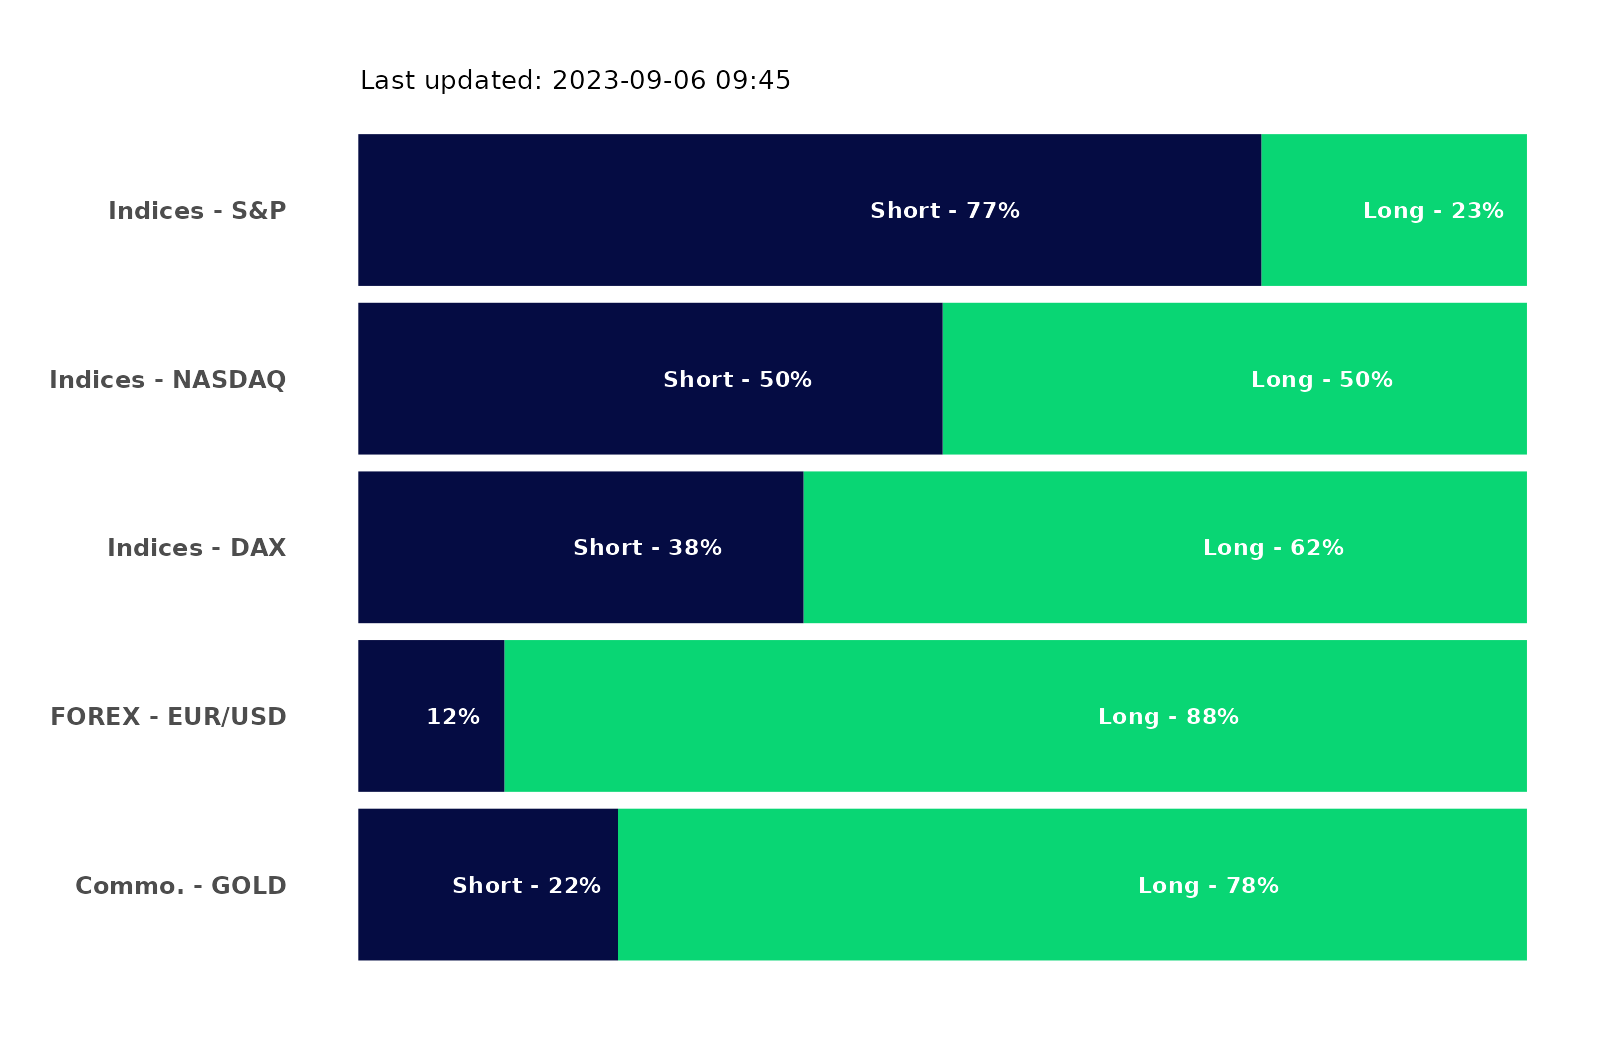 Last updated: 2023-09-06 09:45
Indices - S&P Short - 77% Long - 23%
Indices - NASDAQ Short - 50% Long - 50%
Indices - DAX Short - 38% Long - 62%
FOREX - EUR/USD 12% Long - 88%
Commo. - GOLD Short - 22% Long - 78%